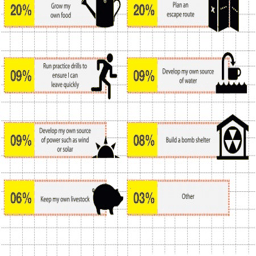 20%
Grow my
own food
20%
Plan an
escape route
09%
Run practice drills to
ensure I can
leave quickly
09%
Develop my own source
of water
09%
Develop my own source
of power such as wind
or solar
08%
Build a bomb shelter
06%
Keep my own livestock
03%
Other